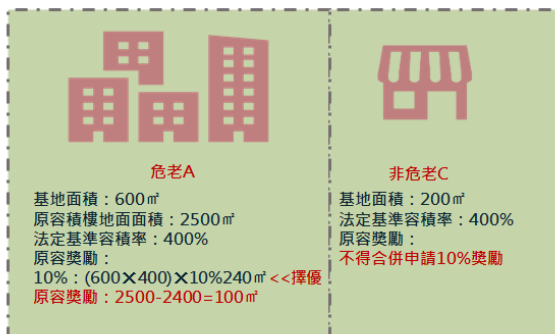 危老A
基地面積：600㎡
原容積樓地面面積：2500㎡
法定基準容積率：400%
原容獎勵：
10%：(600✕400)✕10%240㎡<<擇優
原容獎勵：2500-2400=100㎡
非危老C
基地面積：200㎡
法定基準容積率：400%
原容獎勵：
不得合併申請10%獎勵